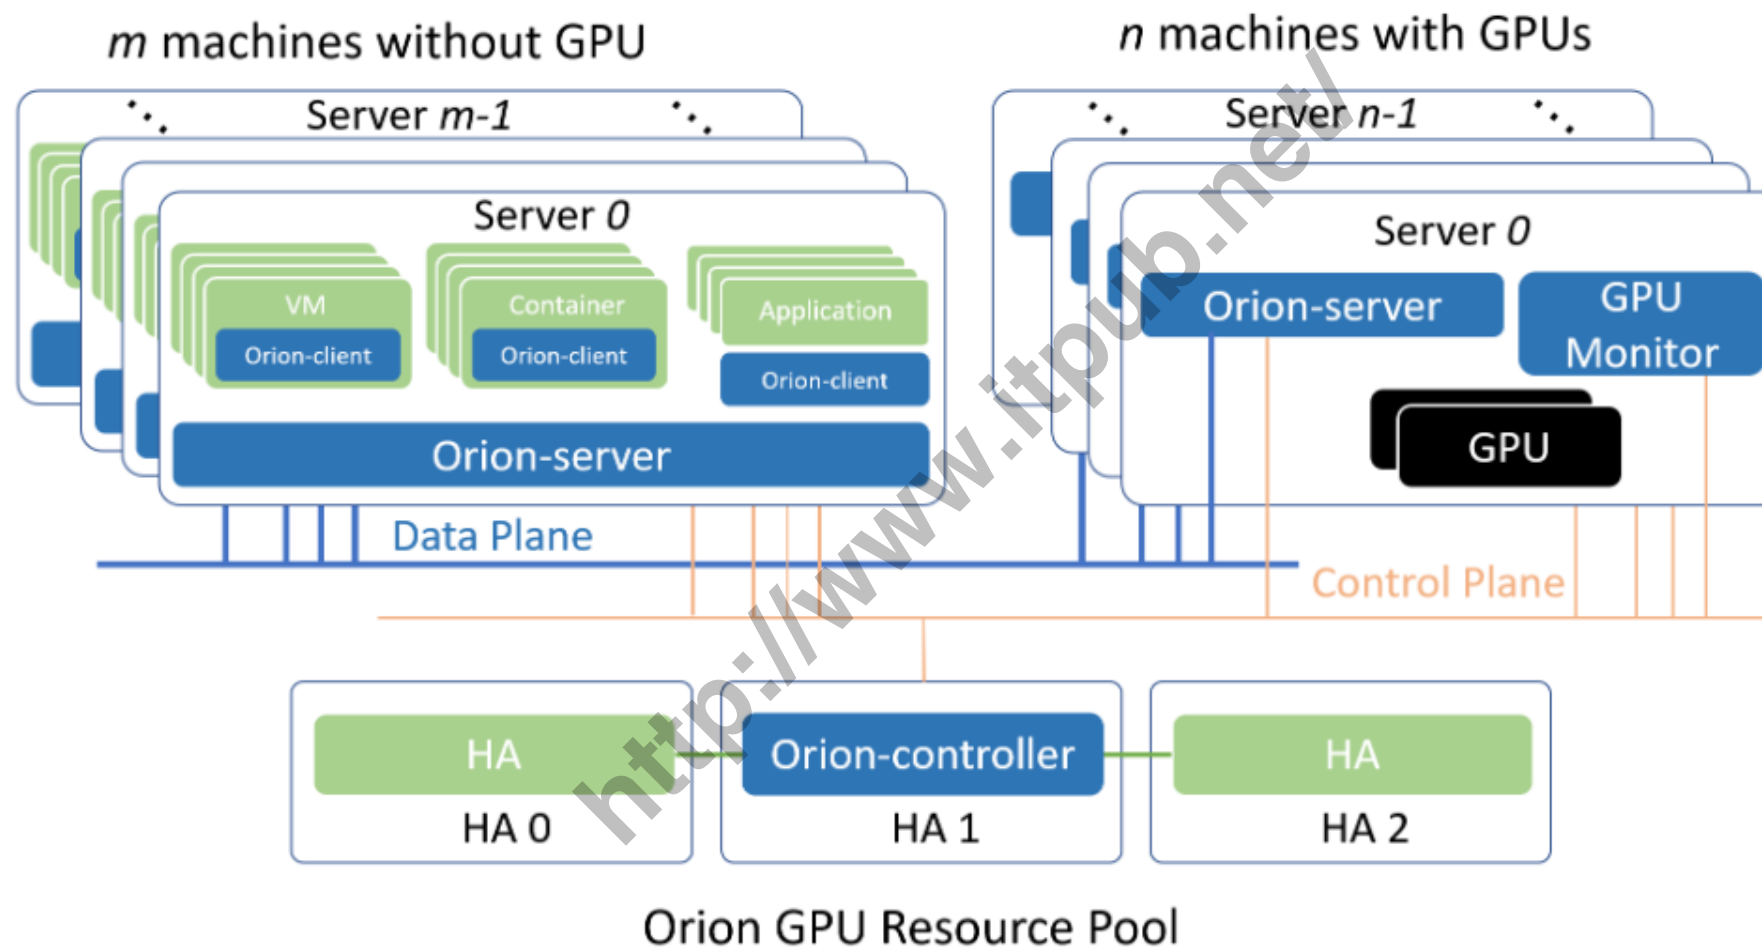 m machines without GPU
n machines with GPUs
Server m-1
Server 0
VM
Orion-client
Container
Orion-client
Application
Orion-client
Orion-server
Server n-1
Server 0
Orion-server
GPU
Monitor
GPU
Data Plane
Control Plane
HA
HA 0
Orion-controller
HA 1
HA
HA 2
Orion GPU Resource Pool
http://www.itpub.net/